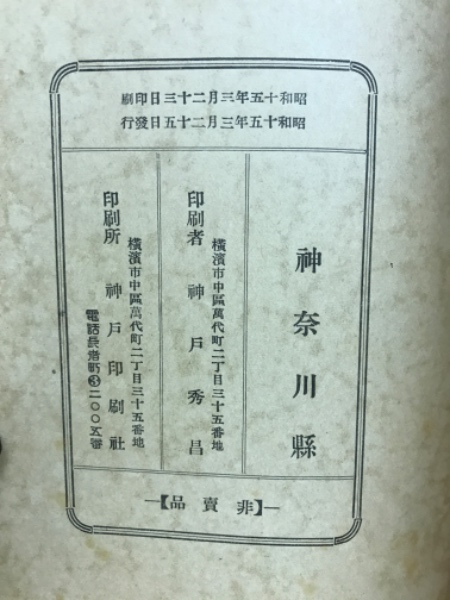 昭和十五年三月二十三日印刷
昭和十五年三月二十五日發行
神奈川縣
橫濱市中區萬代町二丁目三十五番地
印刷者 神戶秀昌
橫濱市中區萬代町二丁目三十五番地
印刷所 神戶印刷社
電話長者町③二〇〇五番
―【非賣品】―